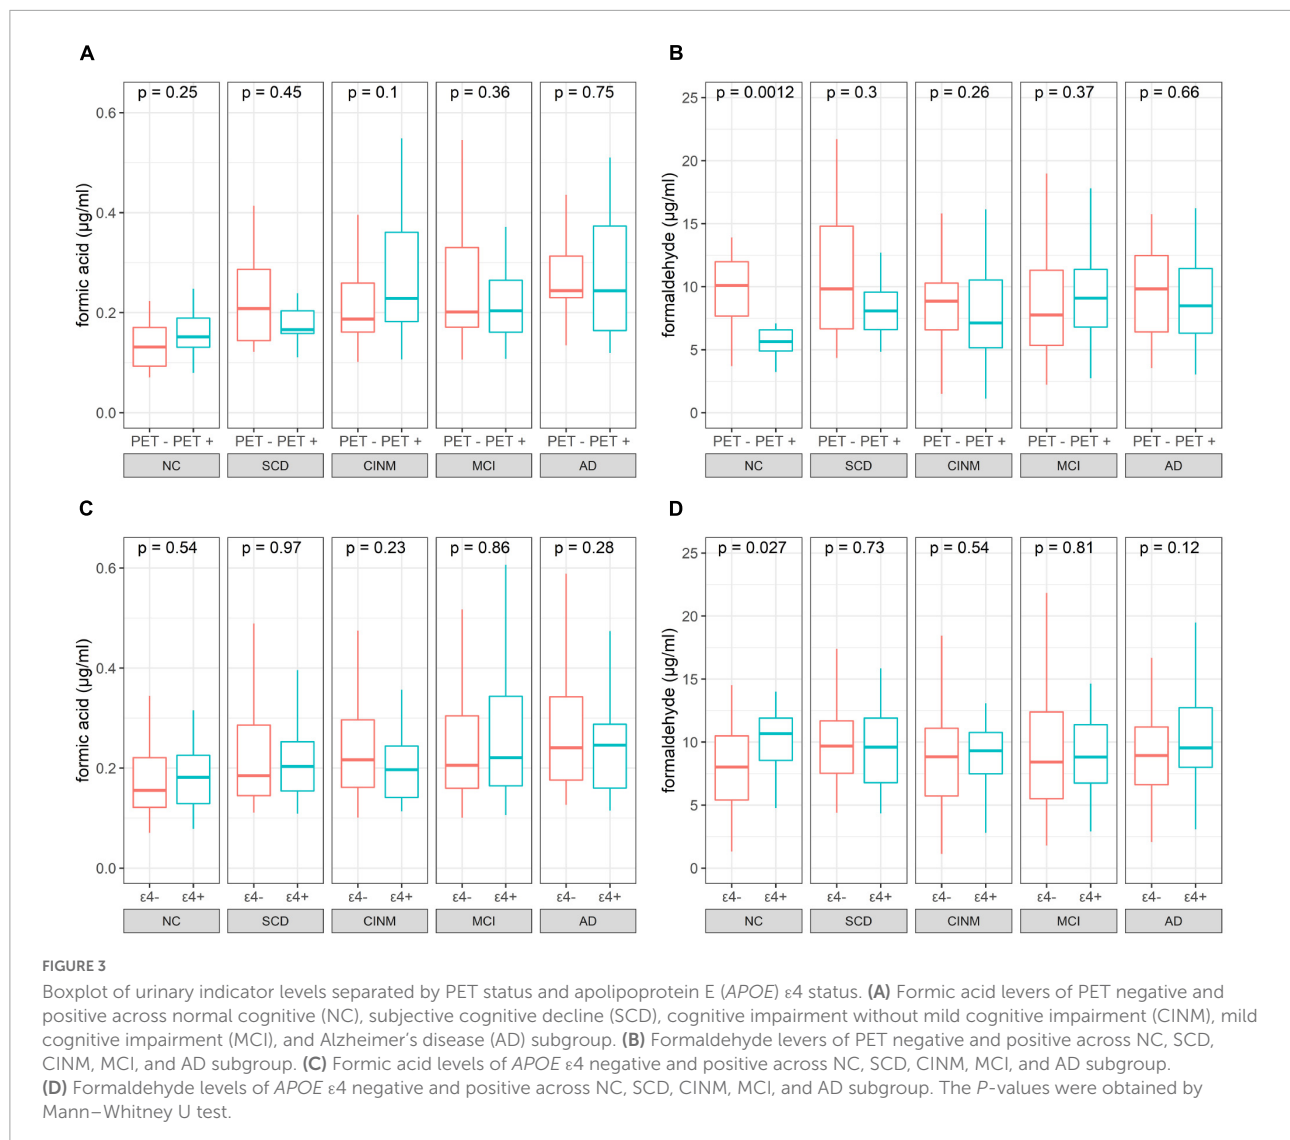 A
p = 0.25 p = 0.45 p = 0.1 p = 0.36 p = 0.75
formic acid (µg/ml)
0.6
0.4
0.2
0.0
PET - PET + PET - PET + PET - PET + PET - PET + PET - PET +
NC SCD CINM MCI AD
B
p = 0.0012 p = 0.3 p = 0.26 p = 0.37 p = 0.66
formaldehyde (µg/ml)
25
20
15
10
5
0
PET - PET + PET - PET + PET - PET + PET - PET + PET - PET +
NC SCD CINM MCI AD
C
p = 0.54 p = 0.97 p = 0.23 p = 0.86 p = 0.28
formic acid (µg/ml)
0.6
0.4
0.2
0.0
ε4- ε4+ ε4- ε4+ ε4- ε4+ ε4- ε4+ ε4- ε4+
NC SCD CINM MCI AD
D
p = 0.027 p = 0.73 p = 0.54 p = 0.81 p = 0.12
formaldehyde (µg/ml)
25
20
15
10
5
0
ε4- ε4+ ε4- ε4+ ε4- ε4+ ε4- ε4+ ε4- ε4+
NC SCD CINM MCI AD
FIGURE 3
Boxplot of urinary indicator levels separated by PET status and apolipoprotein E (APOE) ε4 status. (A) Formic acid levers of PET negative and
positive across normal cognitive (NC), subjective cognitive decline (SCD), cognitive impairment without mild cognitive impairment (CINM), mild
cognitive impairment (MCI), and Alzheimer's disease (AD) subgroup. (B) Formaldehyde levers of PET negative and positive across NC, SCD,
CINM, MCI, and AD subgroup. (C) Formic acid levels of APOE ε4 negative and positive across NC, SCD, CINM, MCI, and AD subgroup.
(D) Formaldehyde levels of APOE ε4 negative and positive across NC, SCD, CINM, MCI, and AD subgroup. The P-values were obtained by
Mann–Whitney U test.